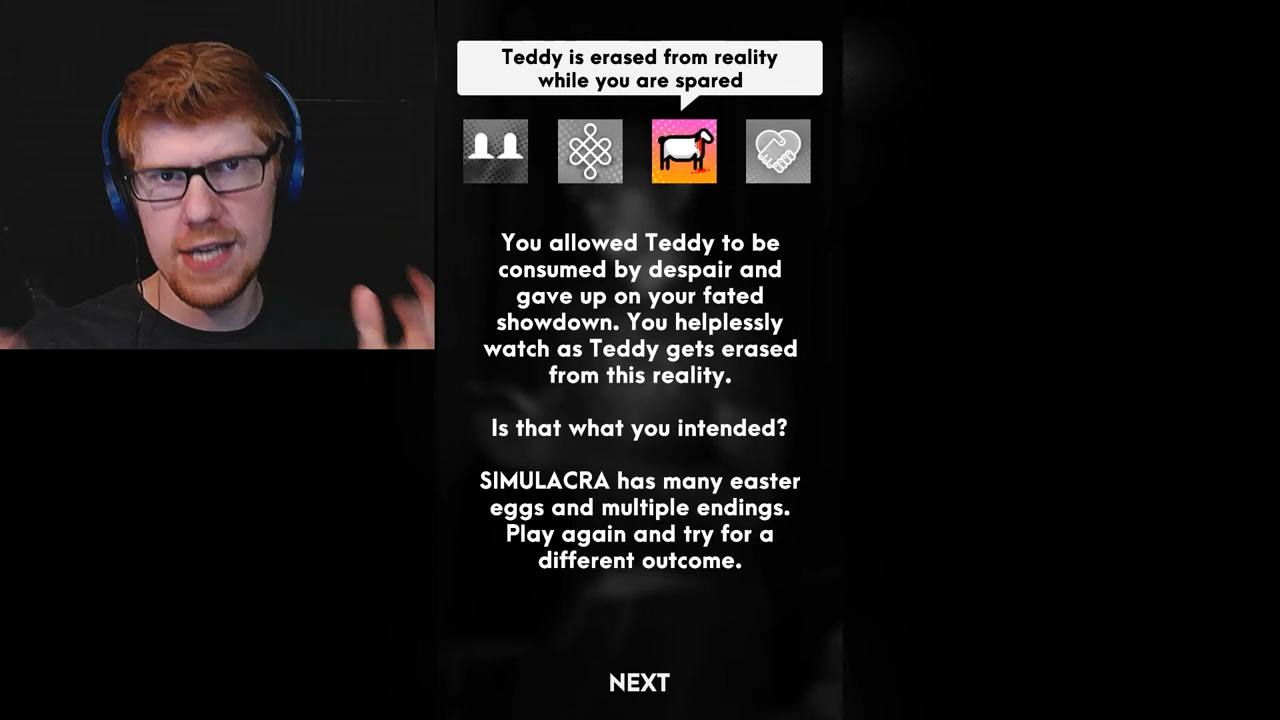 Teddy is erased from reality
while you are spared
You allowed Teddy to be
consumed by despair and
gave up on your fated
showdown. You helplessly
watch as Teddy gets erased
from this reality.
Is that what you intended?
SIMULACRA has many easter
eggs and multiple endings.
Play again and try for a
different outcome.
NEXT